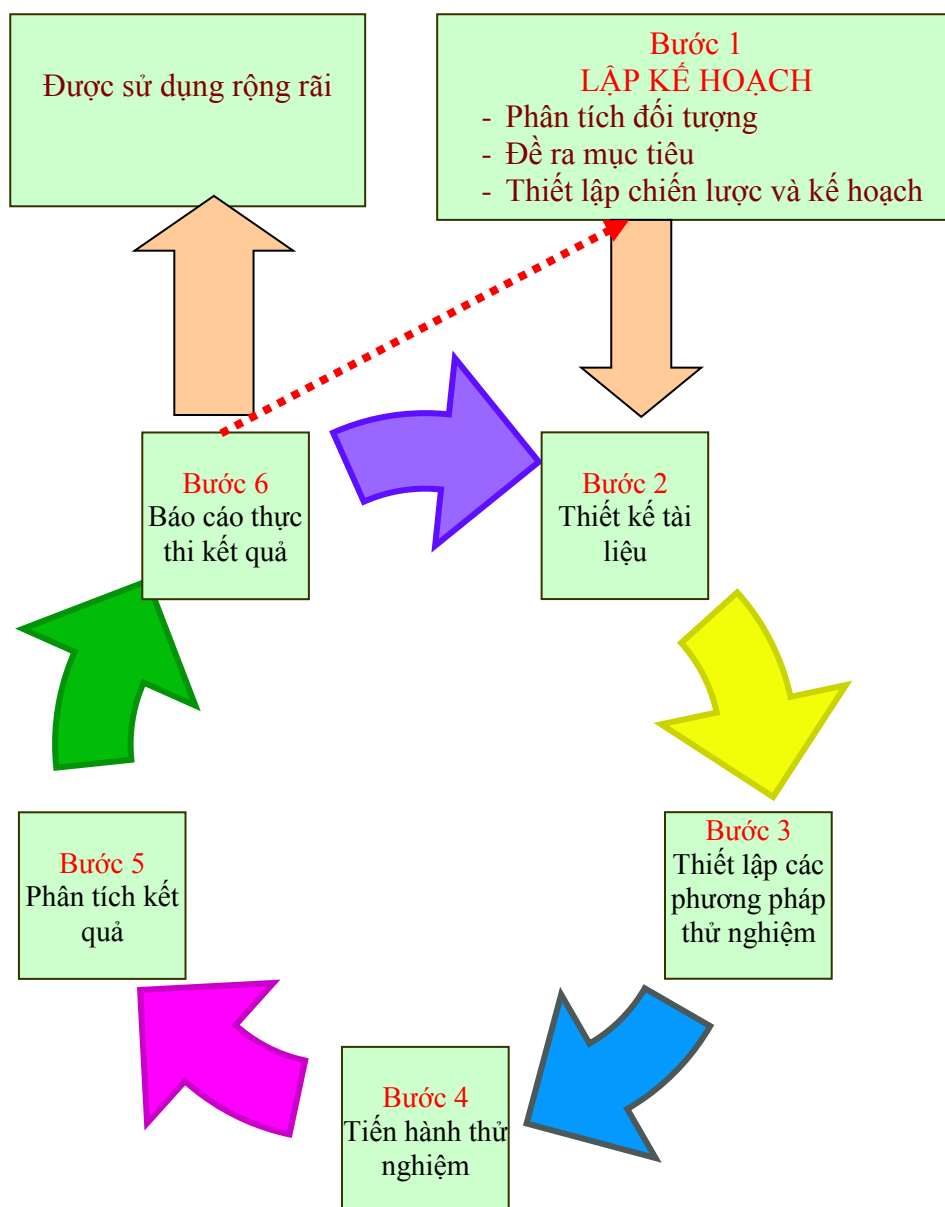 Được sử dụng rộng rãi
Bước 1
LẬP KẾ HOẠCH
- Phân tích đối tượng
- Đề ra mục tiêu
- Thiết lập chiến lược và kế hoạch
Bước 6
Báo cáo thực
thi kết quả
Bước 2
Thiết kế tài
liệu
Bước 5
Phân tích kết
quả
Bước 3
Thiết lập các
phương pháp
thử nghiệm
Bước 4
Tiến hành thử
nghiệm